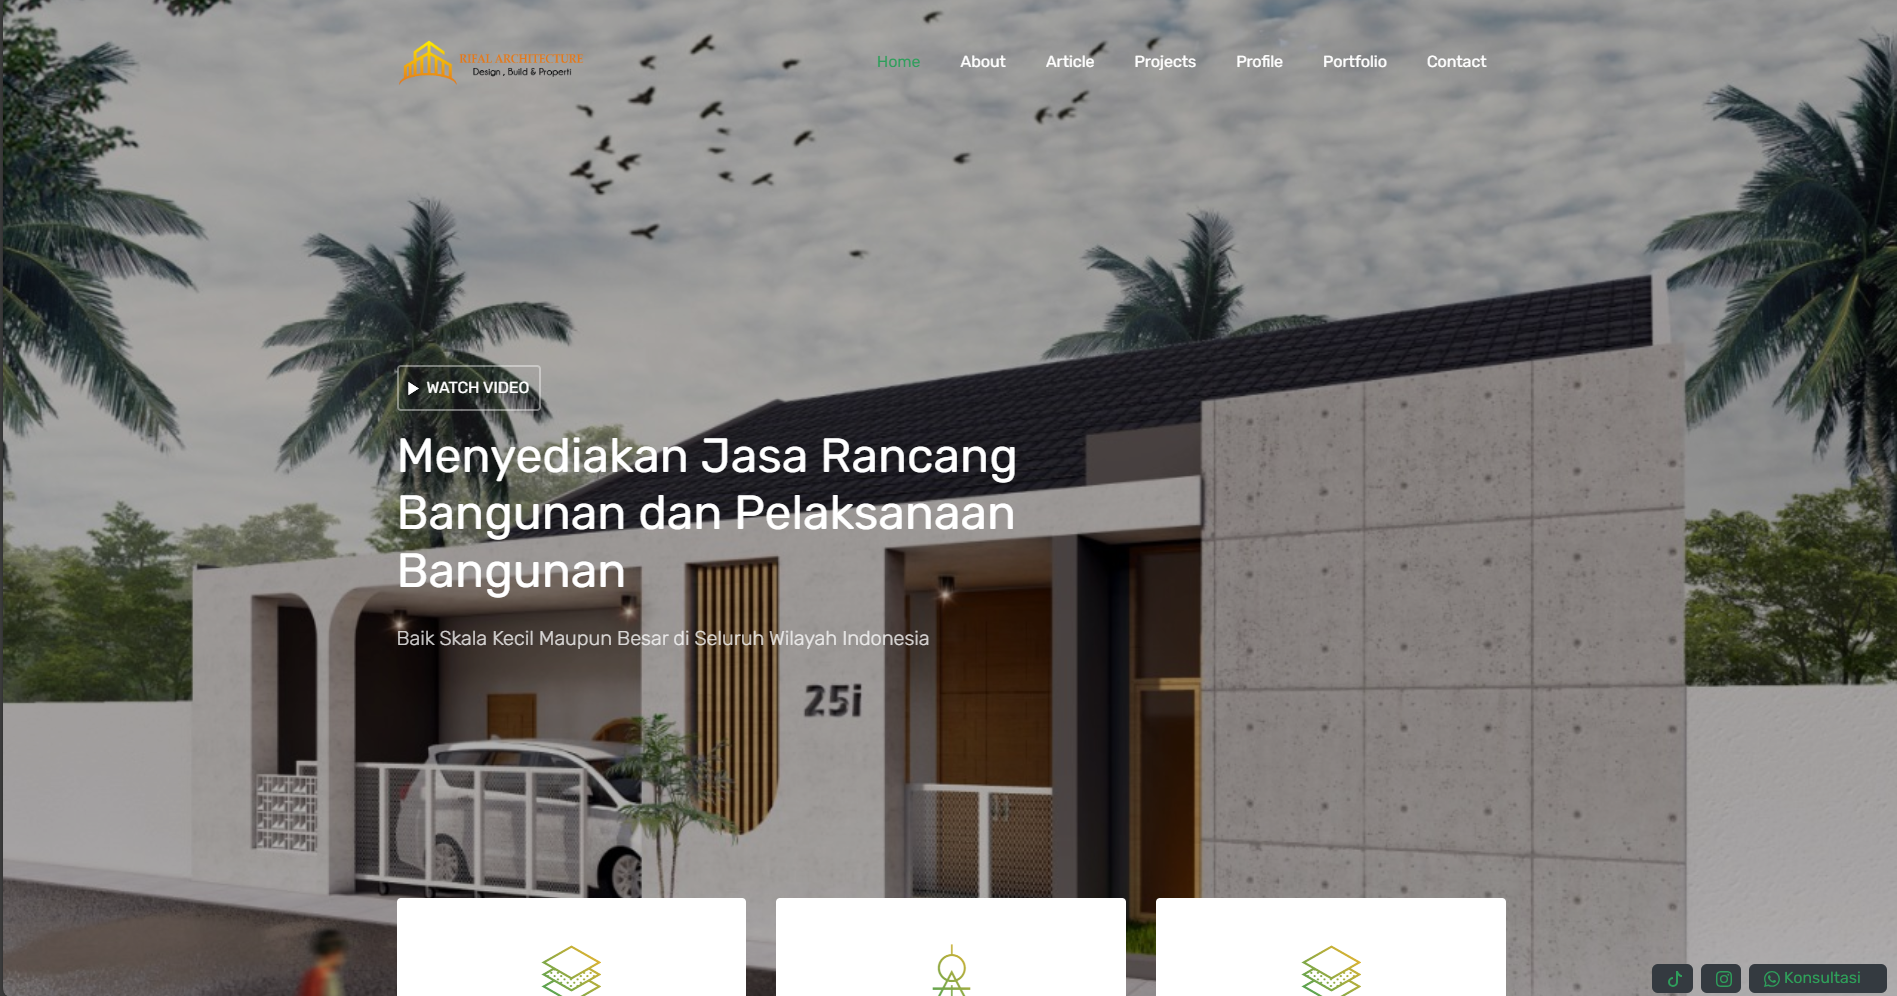 RIPAL ARCHITECTURE
Design , Build & Properti
Home About Article Projects Profile Portfolio Contact
WATCH VIDEO
Menyediakan Jasa Rancang
Bangunan dan Pelaksanaan
Bangunan
Baik Skala Kecil Maupun Besar di Seluruh Wilayah Indonesia
25i
Konsultasi